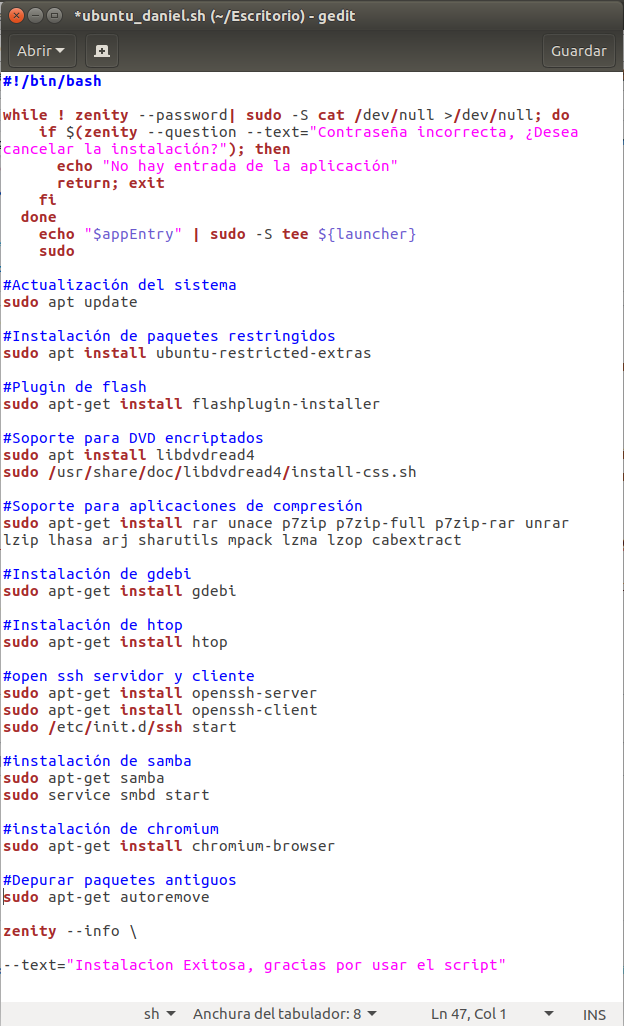 *ubuntu_daniel.sh (~/Escritorio) - gedit
Abrir
Guardar
#!/bin/bash
while ! zenity --password| sudo -S cat /dev/null >/dev/null; do
    if $(zenity --question --text="Contraseña incorrecta, ¿Desea
cancelar la instalación?"); then
      echo "No hay entrada de la aplicación"
      return; exit
    fi
  done
    echo "$appEntry" | sudo -S tee ${launcher}
    sudo
#Actualización del sistema
sudo apt update
#Instalación de paquetes restringidos
sudo apt install ubuntu-restricted-extras
#Plugin de flash
sudo apt-get install flashplugin-installer
#Soporte para DVD encriptados
sudo apt install libdvdread4
sudo /usr/share/doc/libdvdread4/install-css.sh
#Soporte para aplicaciones de compresión
sudo apt-get install rar unace p7zip p7zip-full p7zip-rar unrar
lzip lhasa arj sharutils mpack lzma lzop cabextract
#Instalación de gdebi
sudo apt-get install gdebi
#Instalación de htop
sudo apt-get install htop
#open ssh servidor y cliente
sudo apt-get install openssh-server
sudo apt-get install openssh-client
sudo /etc/init.d/ssh start
#instalación de samba
sudo apt-get samba
sudo service smbd start
#instalación de chromium
sudo apt-get install chromium-browser
#Depurar paquetes antiguos
sudo apt-get autoremove
zenity --info \
--text="Instalacion Exitosa, gracias por usar el script"
sh Anchura del tabulador: 8 Ln 47, Col 1 INS